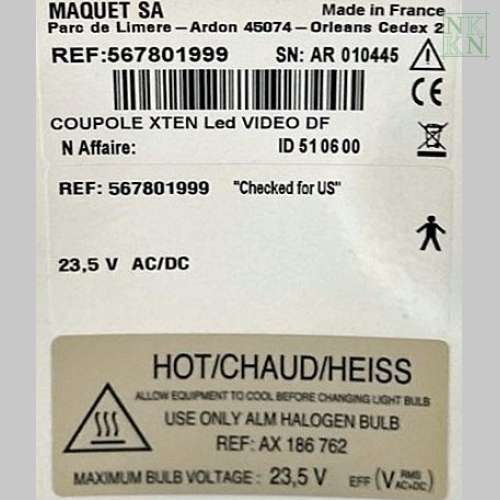 MAQUET SA Made in France
Parc de Limere – Ardon 45074 – Orleans Cedex 2
REF:567801999 SN: AR 010445
COUPOLE XTEN Led VIDEO DF
N Affaire: ID 510600
REF: 567801999 "Checked for US"
23,5 V AC/DC
HOT/CHAUD/HEISS
ALLOW EQUIPMENT TO COOL BEFORE CHANGING LIGHT BULB
USE ONLY ALM HALOGEN BULB
REF: AX 186 762
MAXIMUM BULB VOLTAGE : 23,5 V EFF (V RMS AC+DC)
NK
KN